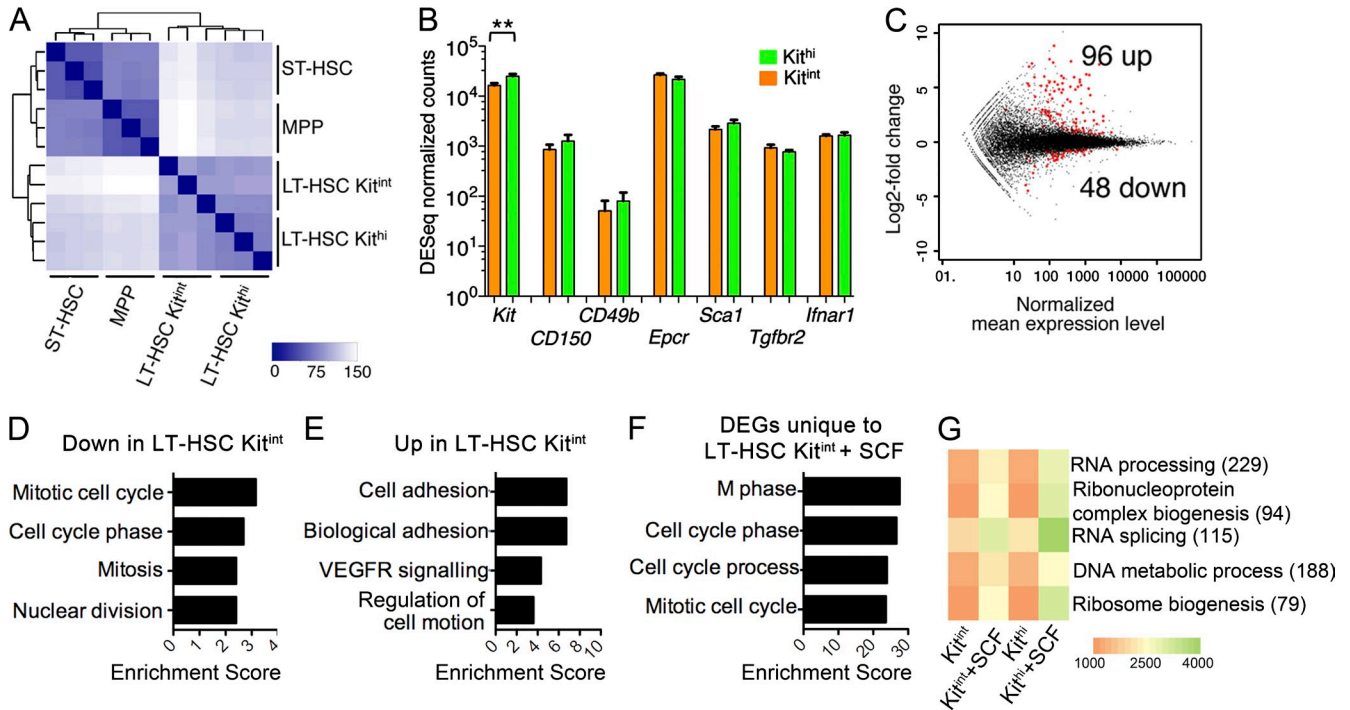 A
ST-HSC
MPP
LT-HSC Kitint
LT-HSC Kithi
ST-HSC
MPP
LT-HSC Kitint
LT-HSC Kithi
0 75 150
B
**
DESeq normalized counts
10⁵
10⁴
10³
10²
10¹
10⁰
Kithi
Kitint
Kit
CD150
CD49b
Epcr
Sca1
Tgfbr2
Ifnar1
C
Log2-fold change
10
5
0
-5
-10
96 up
48 down
01. 10 100 1000 10000 100000
Normalized
mean expression level
D
Down in LT-HSC Kitint
Mitotic cell cycle
Cell cycle phase
Mitosis
Nuclear division
0 1 2 3 4
Enrichment Score
E
Up in LT-HSC Kitint
Cell adhesion
Biological adhesion
VEGFR signalling
Regulation of
cell motion
0 2 4 6 8 10
Enrichment Score
F
DEGs unique to
LT-HSC Kitint + SCF
M phase
Cell cycle phase
Cell cycle process
Mitotic cell cycle
0 10 20 30
Enrichment Score
G
RNA processing (229)
Ribonucleoprotein
complex biogenesis (94)
RNA splicing (115)
DNA metabolic process (188)
Ribosome biogenesis (79)
Kitint
Kitint+SCF
Kithi
Kithi+SCF
1000 2500 4000